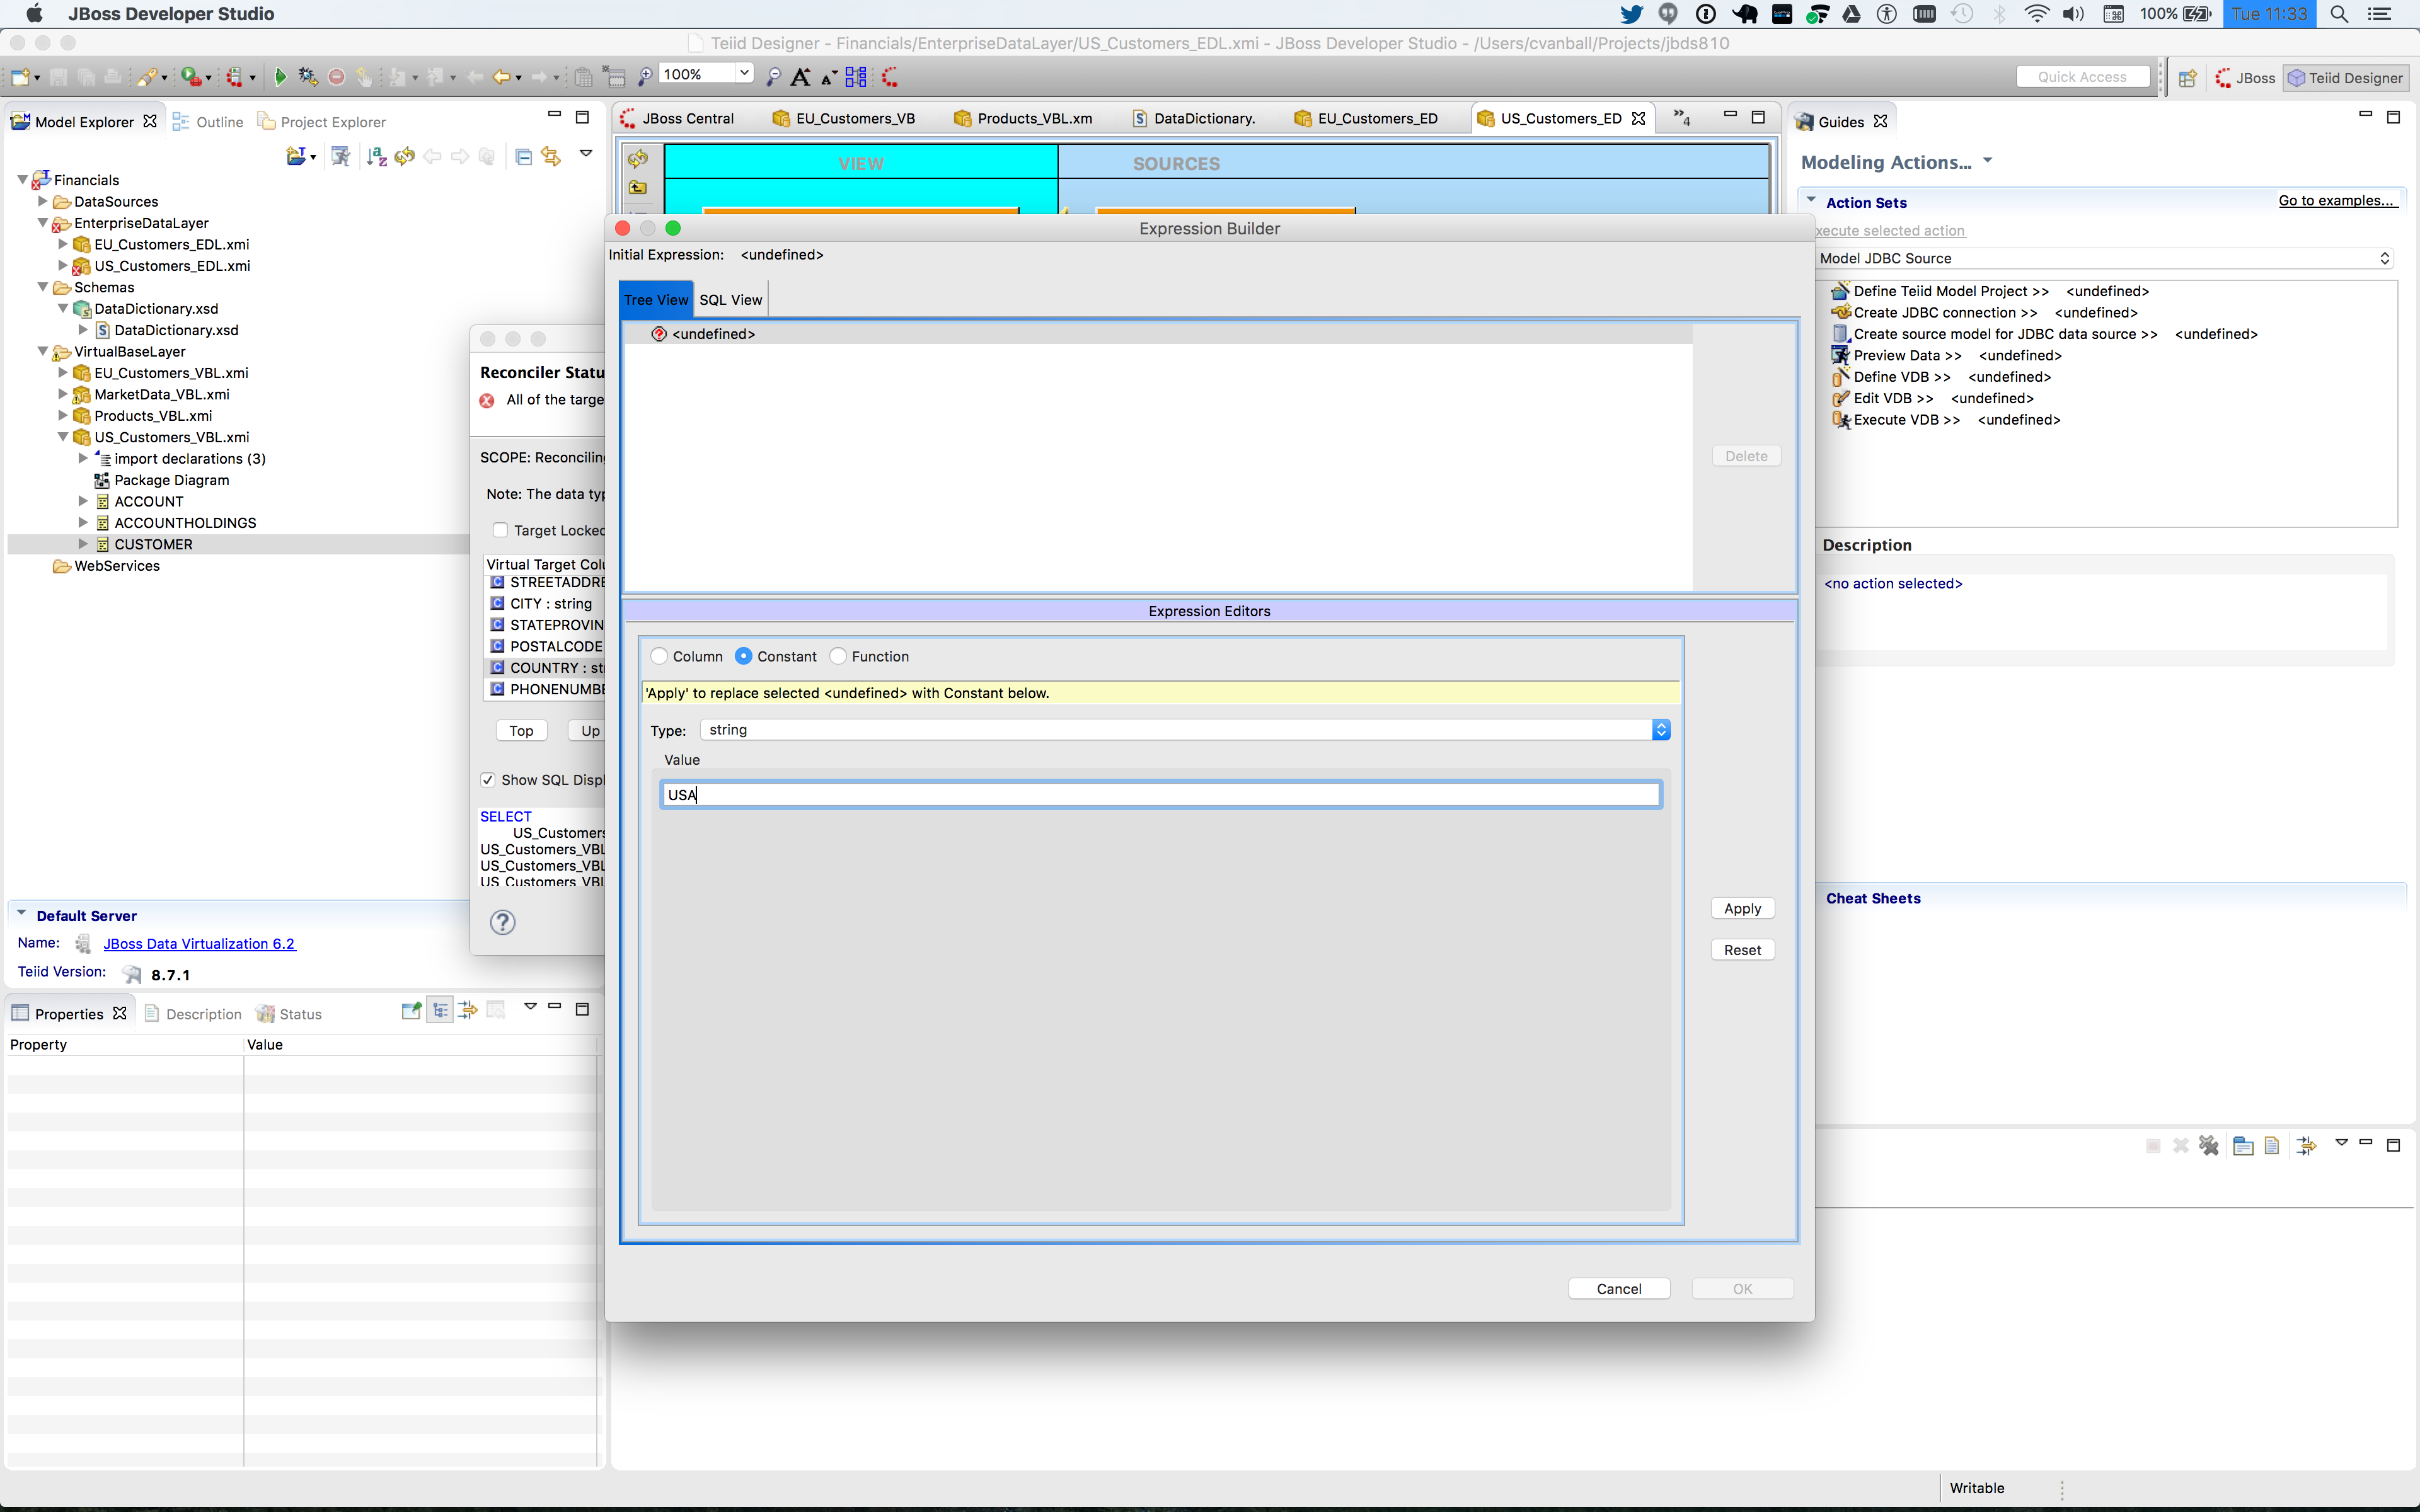 JBoss Developer Studio
100%
Tue 11:33
Teiid Designer - Financials/EnterpriseDataLayer/US_Customers_EDL.xmi - JBoss Developer Studio - /Users/cvanball/Projects/jbds810
100%
Quick Access
JBoss
Teiid Designer
Model Explorer
Outline
Project Explorer
JBoss Central
EU_Customers_VB
Products_VBL.xm
DataDictionary.
EU_Customers_ED
US_Customers_ED
»4
Guides
VIEW
SOURCES
Modeling Actions...
Action Sets
Go to examples...
xecute selected action
Model JDBC Source
Define Teiid Model Project >> <undefined>
Create JDBC connection >> <undefined>
Create source model for JDBC data source >> <undefined>
Preview Data >> <undefined>
Define VDB >> <undefined>
Edit VDB >> <undefined>
Execute VDB >> <undefined>
Description
<no action selected>
Cheat Sheets
Financials
DataSources
EnterpriseDataLayer
EU_Customers_EDL.xmi
US_Customers_EDL.xmi
Schemas
DataDictionary.xsd
DataDictionary.xsd
VirtualBaseLayer
EU_Customers_VBL.xmi
MarketData_VBL.xmi
Products_VBL.xmi
US_Customers_VBL.xmi
import declarations (3)
Package Diagram
ACCOUNT
ACCOUNTHOLDINGS
CUSTOMER
WebServices
Default Server
Name:
JBoss Data Virtualization 6.2
Teiid Version:
8.7.1
Properties
Description
Status
Property
Value
Reconciler Statu
All of the targe
SCOPE: Reconciling
Note: The data typ
Target Locked
Virtual Target Colu
STREETADDRE
CITY : string
STATEPROVIN
POSTALCODE
COUNTRY : str
PHONENUMBE
Top
Up
Show SQL Displ
SELECT
US_Customers
US_Customers_VBL
US_Customers_VBL
US_Customers_VBL
?
Expression Builder
Initial Expression: <undefined>
Tree View
SQL View
<undefined>
Delete
Expression Editors
Column
Constant
Function
'Apply' to replace selected <undefined> with Constant below.
Type:
string
Value
USA
Apply
Reset
Cancel
OK
Writable